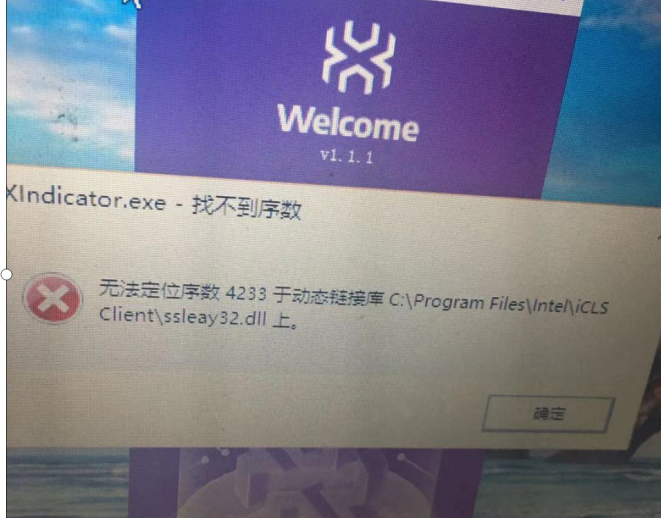 Welcome
v1.1.1
XIndicator.exe - 找不到序数
无法定位序数 4233 于动态链接库 C:\Program Files\Intel\iCLS
Client\ssleay32.dll 上。
确定